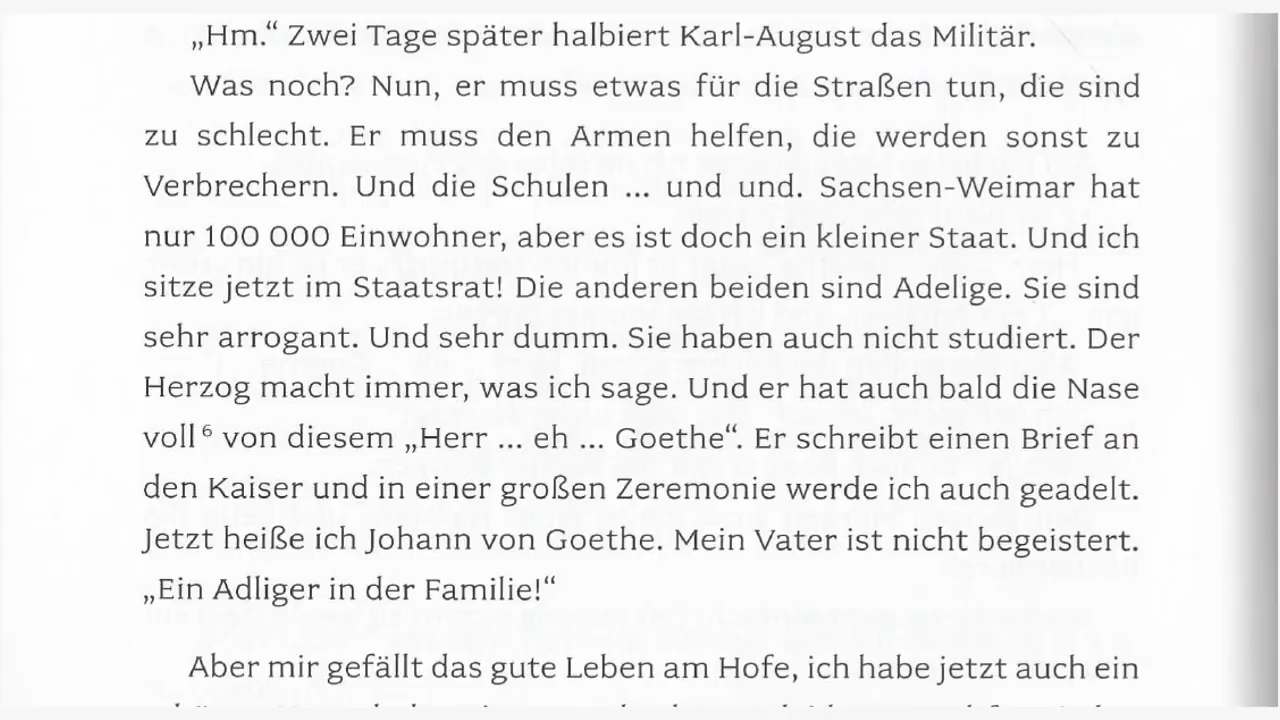 „Hm.“ Zwei Tage später halbiert Karl-August das Militär.
Was noch? Nun, er muss etwas für die Straßen tun, die sind
zu schlecht. Er muss den Armen helfen, die werden sonst zu
Verbrechern. Und die Schulen ... und und. Sachsen-Weimar hat
nur 100 000 Einwohner, aber es ist doch ein kleiner Staat. Und ich
sitze jetzt im Staatsrat! Die anderen beiden sind Adelige. Sie sind
sehr arrogant. Und sehr dumm. Sie haben auch nicht studiert. Der
Herzog macht immer, was ich sage. Und er hat auch bald die Nase
voll⁶ von diesem „Herr ... eh ... Goethe“. Er schreibt einen Brief an
den Kaiser und in einer großen Zeremonie werde ich auch geadelt.
Jetzt heiße ich Johann von Goethe. Mein Vater ist nicht begeistert.
„Ein Adliger in der Familie!“
Aber mir gefällt das gute Leben am Hofe, ich habe jetzt auch ein